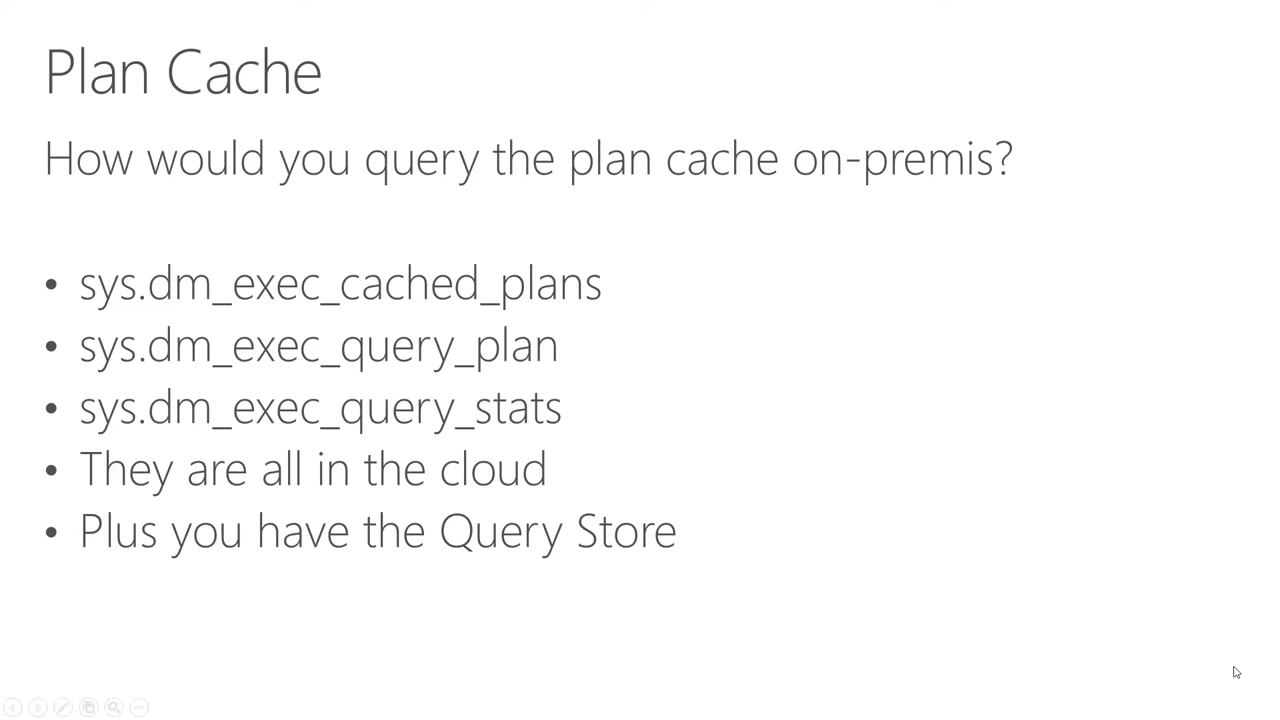 Plan Cache
How would you query the plan cache on-premis?
• sys.dm_exec_cached_plans
• sys.dm_exec_query_plan
• sys.dm_exec_query_stats
• They are all in the cloud
• Plus you have the Query Store